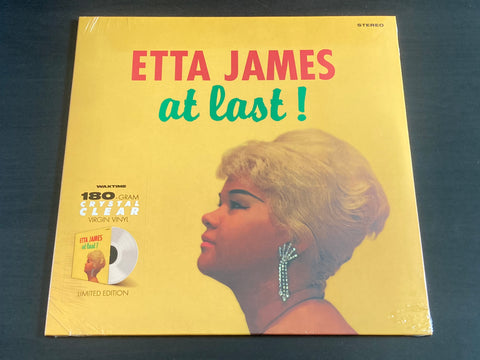 STEREO
ETTA JAMES
at last!
WAXTIME
180-GRAM
CRYSTAL
CLEAR
VIRGIN VINYL
ETTA JAMES
at last!
LIMITED EDITION